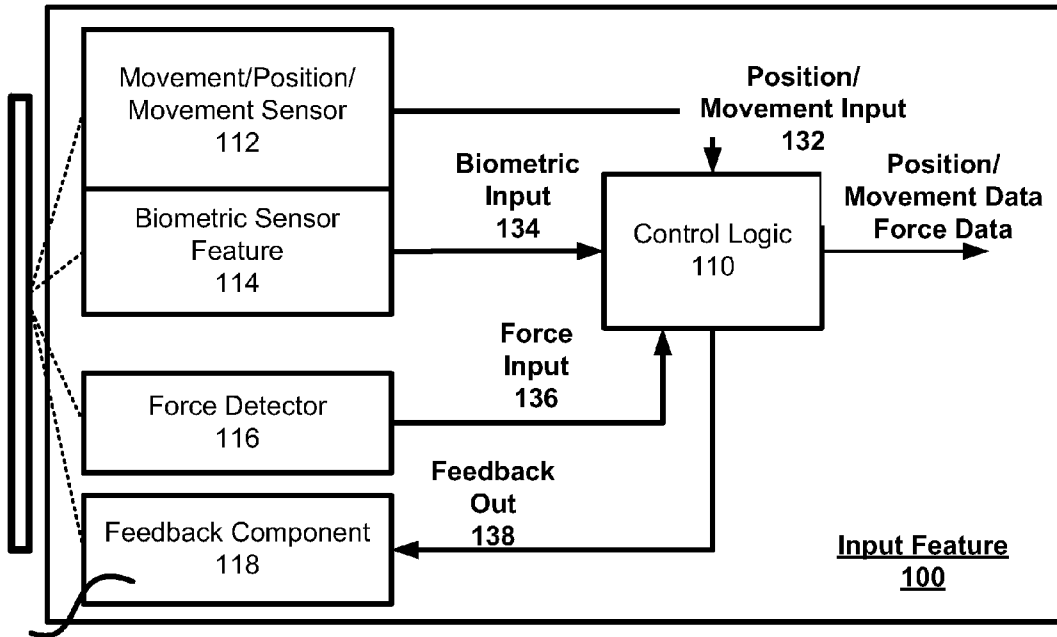 Movement/Position/
Movement Sensor
112
Position/
Movement Input
132
Biometric
Input
134
Position/
Movement Data
Force Data
Biometric Sensor
Feature
114
Control Logic
110
Force
Input
136
Force Detector
116
Feedback
Out
138
Feedback Component
118
Input Feature
100